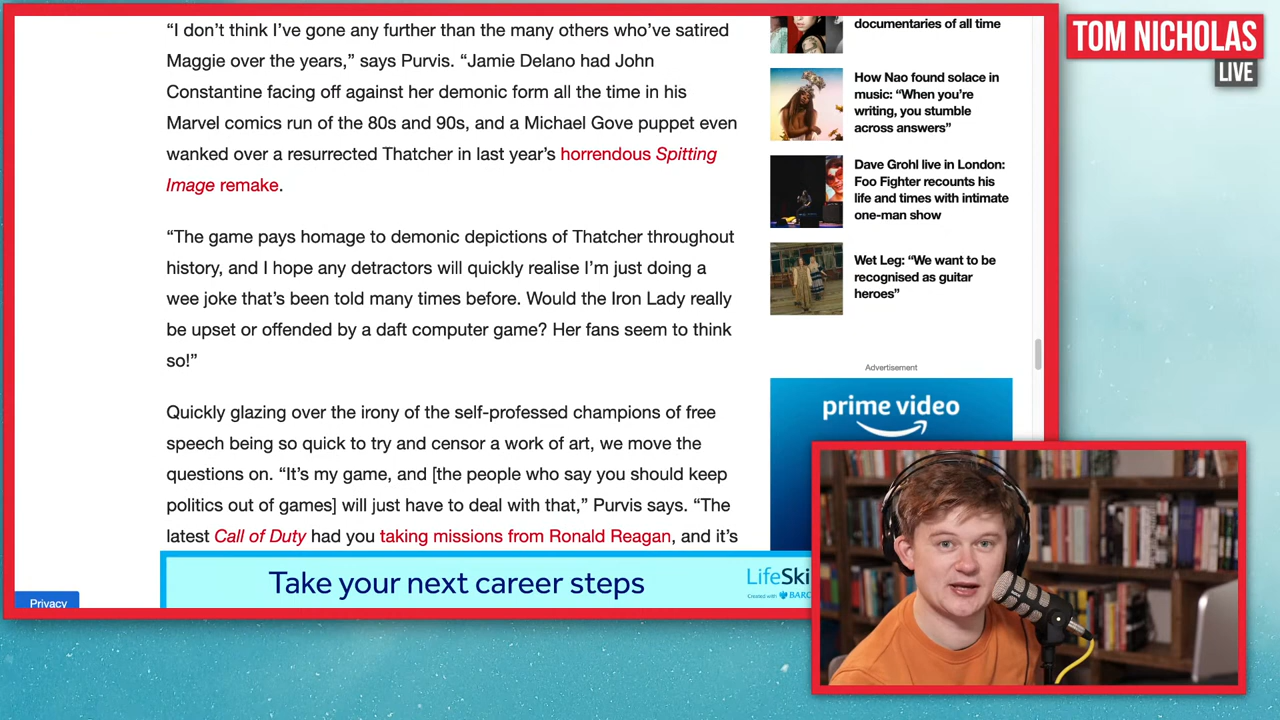 “I don’t think I’ve gone any further than the many others who’ve satired
Maggie over the years,” says Purvis. “Jamie Delano had John
Constantine facing off against her demonic form all the time in his
Marvel comics run of the 80s and 90s, and a Michael Gove puppet even
wanked over a resurrected Thatcher in last year’s horrendous Spitting
Image remake.
“The game pays homage to demonic depictions of Thatcher throughout
history, and I hope any detractors will quickly realise I’m just doing a
wee joke that’s been told many times before. Would the Iron Lady really
be upset or offended by a daft computer game? Her fans seem to think
so!”
Quickly glazing over the irony of the self-professed champions of free
speech being so quick to try and censor a work of art, we move the
questions on. “It’s my game, and [the people who say you should keep
politics out of games] will just have to deal with that,” Purvis says. “The
latest Call of Duty had you taking missions from Ronald Reagan, and it’s
documentaries of all time
How Nao found solace in
music: “When you’re
writing, you stumble
across answers”
Dave Grohl live in London:
Foo Fighter recounts his
life and times with intimate
one-man show
Wet Leg: “We want to be
recognised as guitar
heroes”
Advertisement
prime video
Take your next career steps
LifeSki
Created with BARC
Privacy
TOM NICHOLAS
LIVE